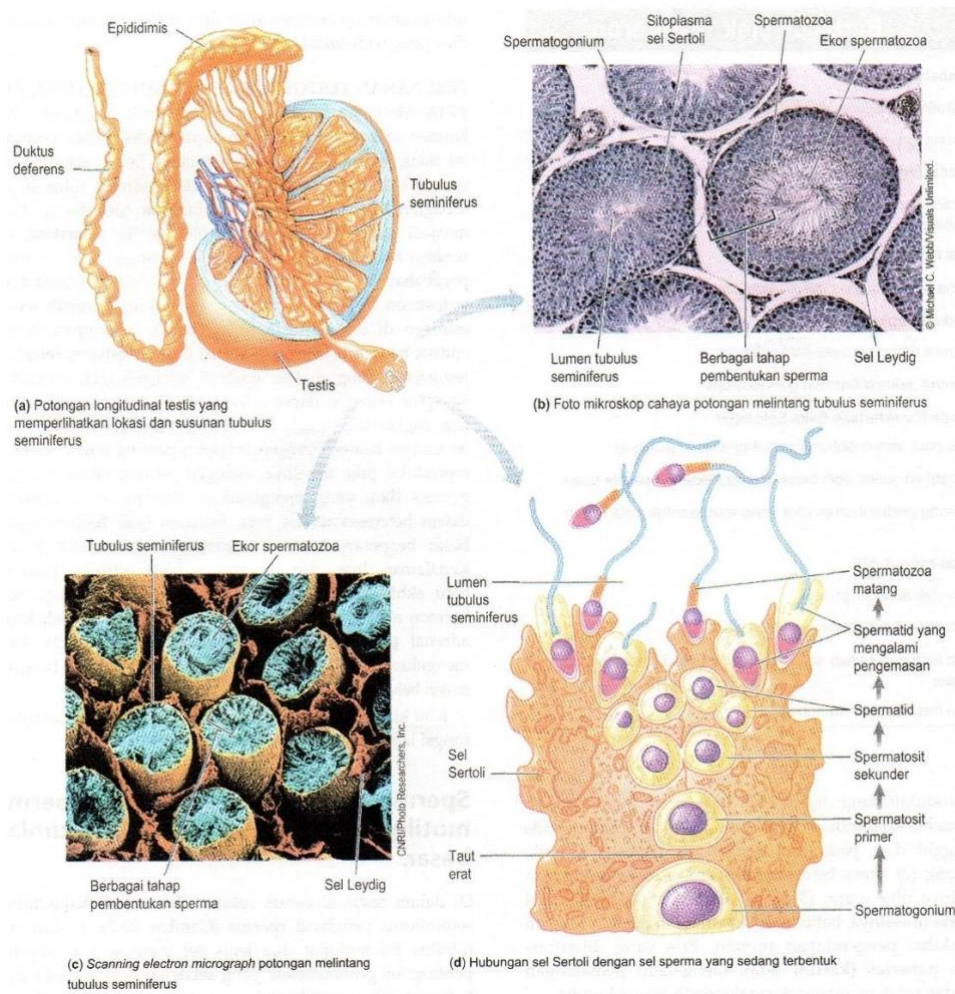 Epididimis
Duktus
deferens
Tubulus
seminiferus
Testis
(a) Potongan longitudinal testis yang
memperlihatkan lokasi dan susunan tubulus
seminiferus
Sitoplasma
sel Sertoli
Spermatozoa
Spermatogonium
Ekor spermatozoa
© Michael C. Webb/Visuals Unlimited.
Lumen tubulus
seminiferus
Berbagai tahap
pembentukan sperma
Sel Leydig
(b) Foto mikroskop cahaya potongan melintang tubulus seminiferus
Tubulus seminiferus
Ekor spermatozoa
CNRI/Photo Researchers, Inc.
Berbagai tahap
pembentukan sperma
Sel Leydig
(c) Scanning electron micrograph potongan melintang
tubulus seminiferus
Lumen
tubulus
seminiferus
Spermatozoa
matang
Spermatid yang
mengalami
pengemasan
Spermatid
Sel
Sertoli
Spermatosit
sekunder
Spermatosit
primer
Taut
erat
Spermatogonium
(d) Hubungan sel Sertoli dengan sel sperma yang sedang terbentuk